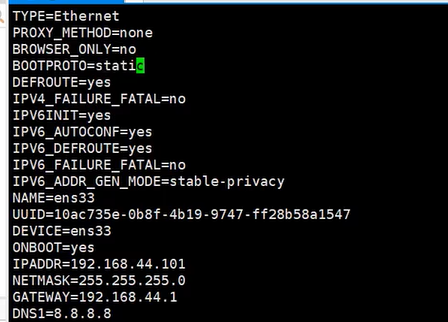 TYPE=Ethernet
PROXY_METHOD=none
BROWSER_ONLY=no
BOOTPROTO=static
DEFROUTE=yes
IPV4_FAILURE_FATAL=no
IPV6INIT=yes
IPV6_AUTOCONF=yes
IPV6_DEFROUTE=yes
IPV6_FAILURE_FATAL=no
IPV6_ADDR_GEN_MODE=stable-privacy
NAME=ens33
UUID=10ac735e-0b8f-4b19-9747-ff28b58a1547
DEVICE=ens33
ONBOOT=yes
IPADDR=192.168.44.101
NETMASK=255.255.255.0
GATEWAY=192.168.44.1
DNS1=8.8.8.8